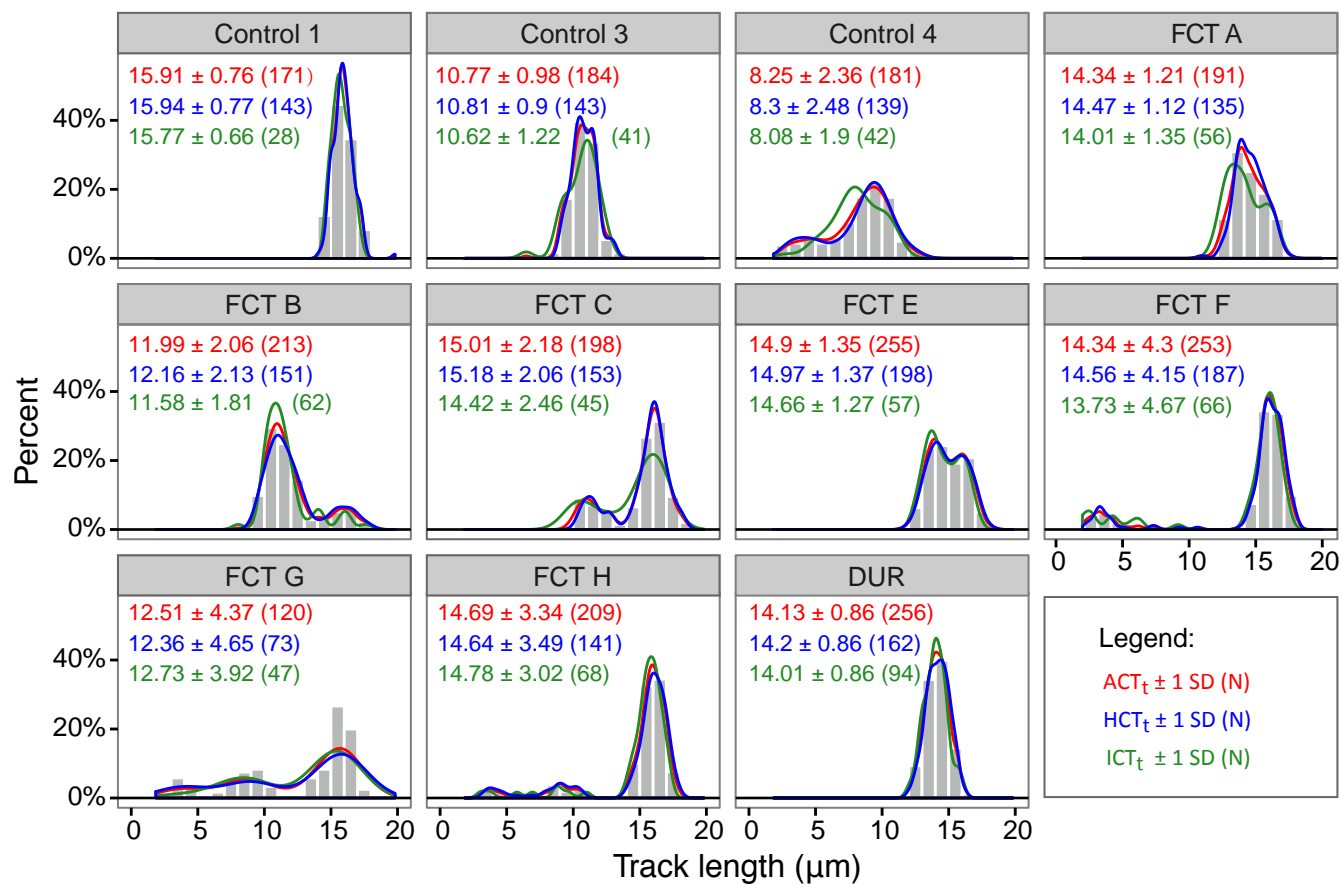 Control 1
15.91 ± 0.76 (171)
15.94 ± 0.77 (143)
15.77 ± 0.66 (28)
Control 3
10.77 ± 0.98 (184)
10.81 ± 0.9 (143)
10.62 ± 1.22 (41)
Control 4
8.25 ± 2.36 (181)
8.3 ± 2.48 (139)
8.08 ± 1.9 (42)
FCT A
14.34 ± 1.21 (191)
14.47 ± 1.12 (135)
14.01 ± 1.35 (56)
40%
20%
0%
FCT B
11.99 ± 2.06 (213)
12.16 ± 2.13 (151)
11.58 ± 1.81 (62)
FCT C
15.01 ± 2.18 (198)
15.18 ± 2.06 (153)
14.42 ± 2.46 (45)
FCT E
14.9 ± 1.35 (255)
14.97 ± 1.37 (198)
14.66 ± 1.27 (57)
FCT F
14.34 ± 4.3 (253)
14.56 ± 4.15 (187)
13.73 ± 4.67 (66)
Percent
40%
20%
0%
0 5 10 15 20
FCT G
12.51 ± 4.37 (120)
12.36 ± 4.65 (73)
12.73 ± 3.92 (47)
FCT H
14.69 ± 3.34 (209)
14.64 ± 3.49 (141)
14.78 ± 3.02 (68)
DUR
14.13 ± 0.86 (256)
14.2 ± 0.86 (162)
14.01 ± 0.86 (94)
Legend:
ACTt ± 1 SD (N)
HCTt ± 1 SD (N)
ICTt ± 1 SD (N)
40%
20%
0%
0 5 10 15 20
0 5 10 15 20
0 5 10 15 20
Track length (µm)